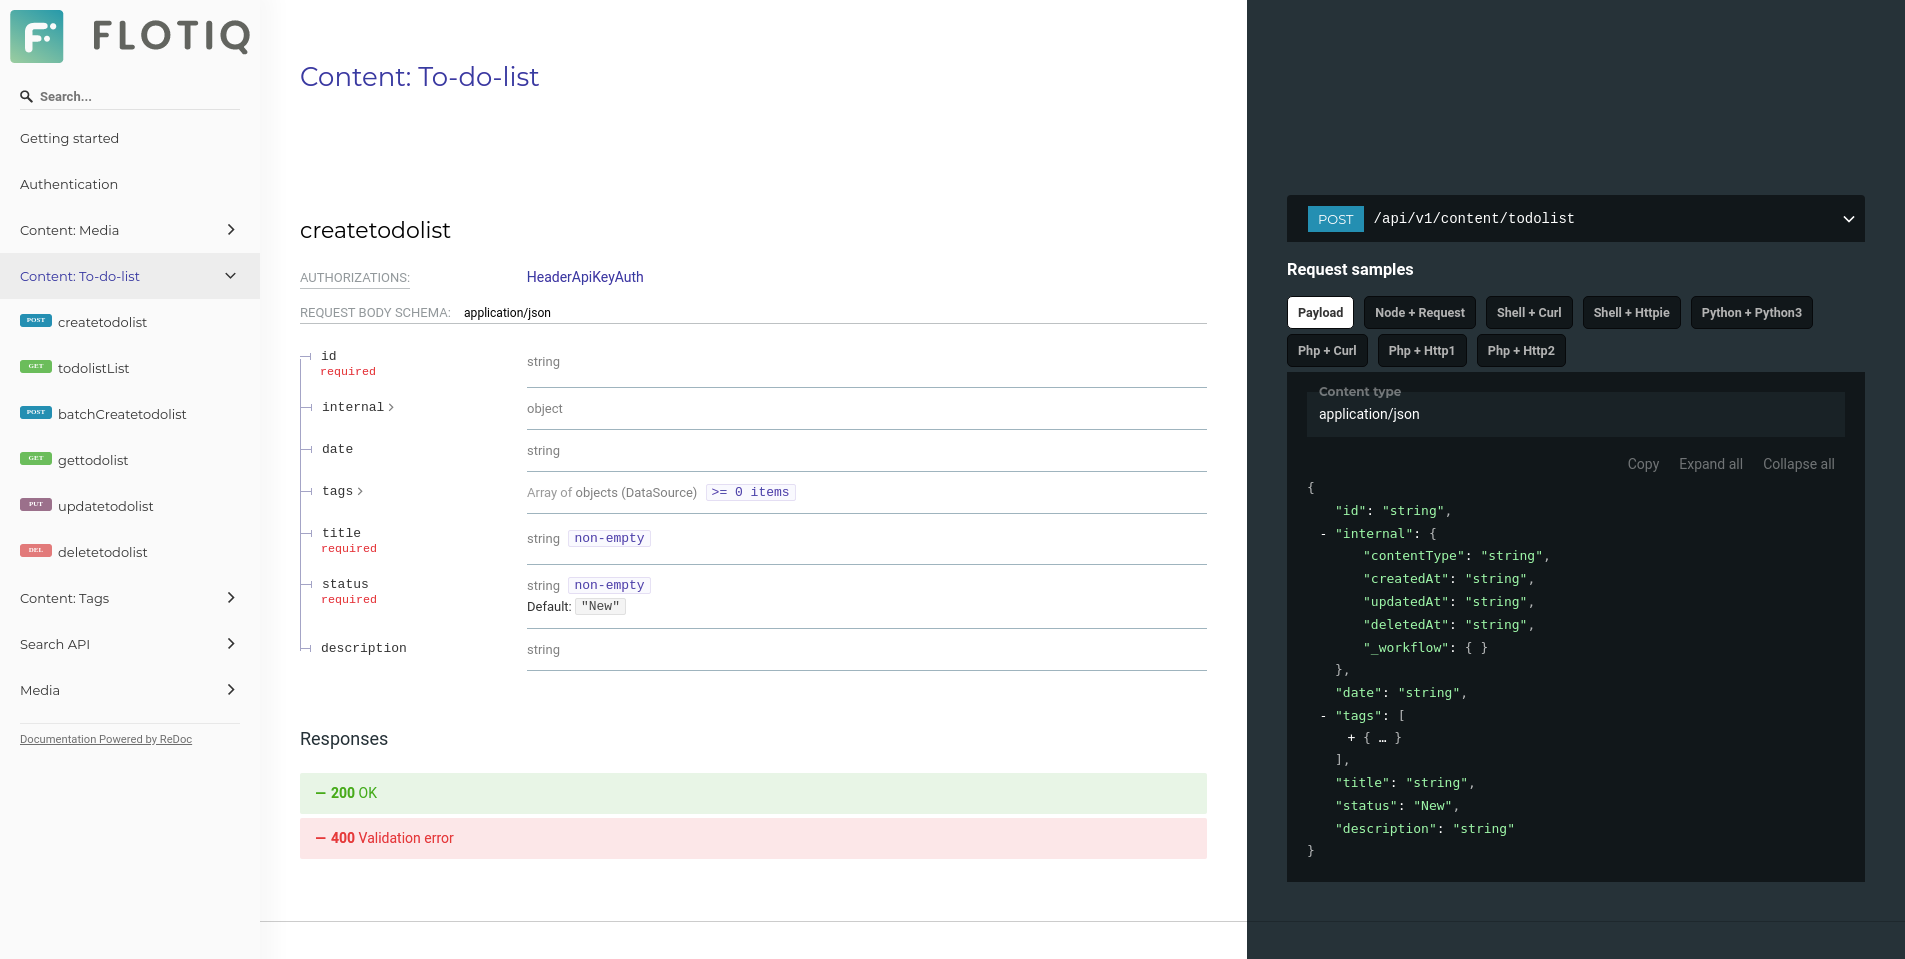 FLOTIQ
Search...
Getting started
Authentication
Content: Media
Content: To-do-list
POST createtodolist
GET todolistList
POST batchCreatetodolist
GET gettodolist
PUT updatetodolist
DEL deletetodolist
Content: Tags
Search API
Media
Documentation Powered by ReDoc
Content: To-do-list
createtodolist
AUTHORIZATIONS: HeaderApiKeyAuth
REQUEST BODY SCHEMA: application/json
id string
required
internal object
date string
tags Array of objects (DataSource) >= 0 items
title string non-empty
required
status string non-empty
required Default: "New"
description string
Responses
— 200 OK
— 400 Validation error
POST /api/v1/content/todolist
Request samples
Payload Node + Request Shell + Curl Shell + Httpie Python + Python3
Php + Curl Php + Http1 Php + Http2
Content type
application/json
Copy Expand all Collapse all
{
"id": "string",
- "internal": {
"contentType": "string",
"createdAt": "string",
"updatedAt": "string",
"deletedAt": "string",
"_workflow": { }
},
"date": "string",
- "tags": [
+ { … }
],
"title": "string",
"status": "New",
"description": "string"
}